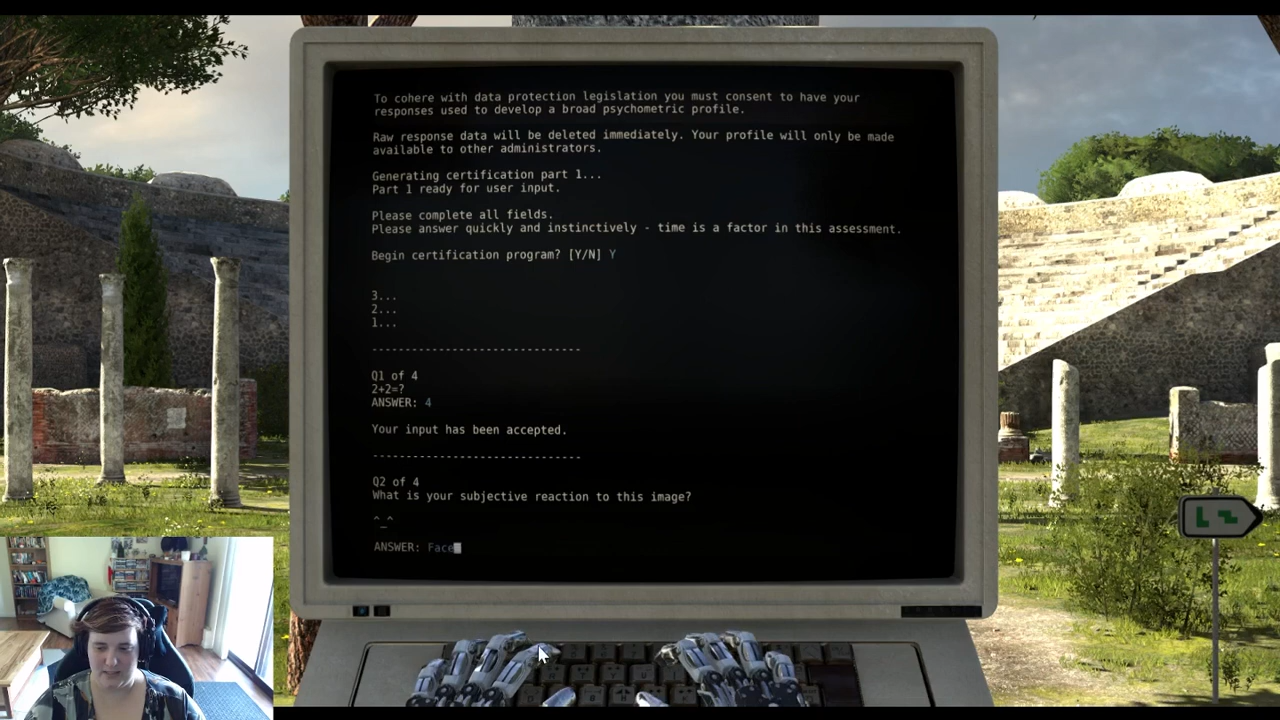 To cohere with data protection legislation you must consent to have your
responses used to develop a broad psychometric profile.
Raw response data will be deleted immediately. Your profile will only be made
available to other administrators.
Generating certification part 1...
Part 1 ready for user input.
Please complete all fields.
Please answer quickly and instinctively - time is a factor in this assessment.
Begin certification program? [Y/N] Y
3...
2...
1...
-------------------------------
Q1 of 4
2+2=?
ANSWER: 4
Your input has been accepted.
-------------------------------
Q2 of 4
What is your subjective reaction to this image?
^_^
ANSWER: Face